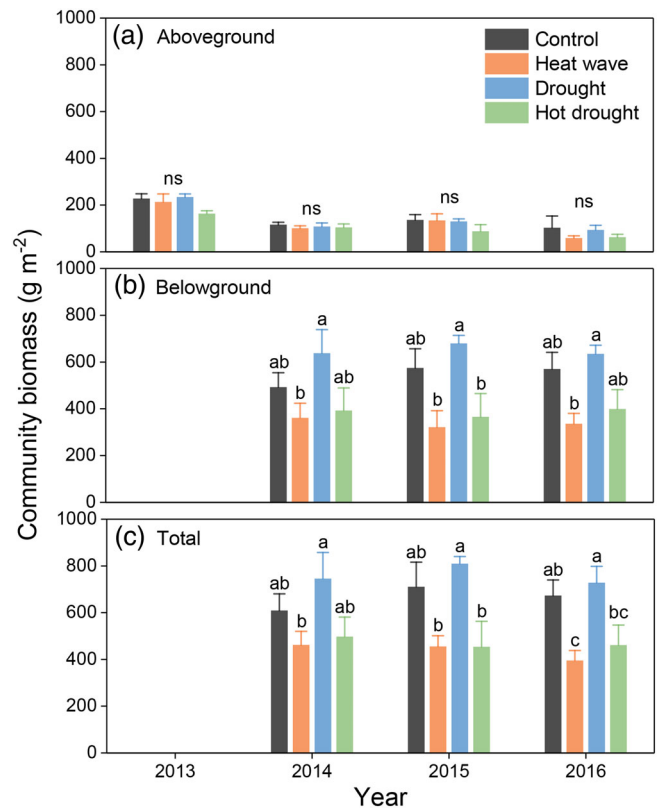 Community biomass (g m⁻²)
(a) Aboveground
Control
Heat wave
Drought
Hot drought
1000
800
600
400
200
0
ns ns ns ns
(b) Belowground
1000
800
600
400
200
0
ab b a ab
ab b a b
ab b a ab
(c) Total
1000
800
600
400
200
0
ab b a ab
ab b a b
ab c a bc
2013 2014 2015 2016
Year